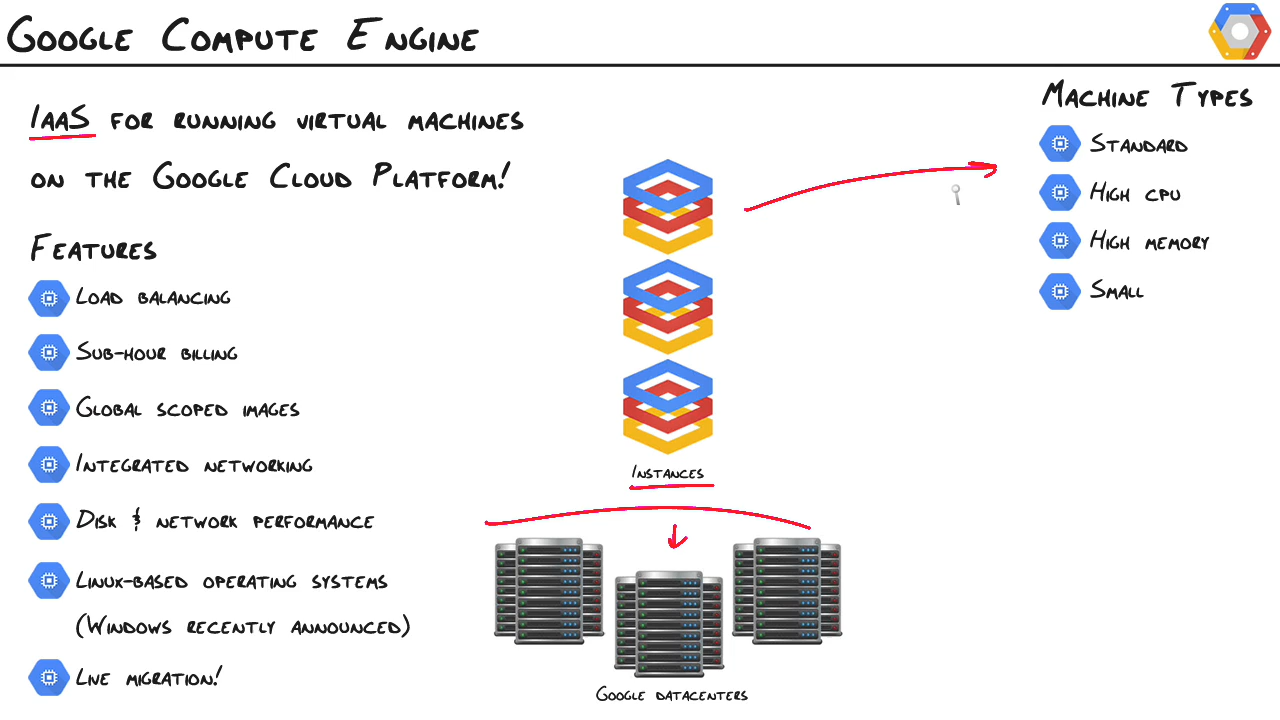 Google Compute Engine
IaaS for running virtual machines
on the Google Cloud Platform!
Features
Load balancing
Sub-hour billing
Global scoped images
Integrated networking
Disk & network performance
Linux-based operating systems
(Windows recently announced)
Live migration!
Instances
Google datacenters
Machine Types
Standard
High cpu
High memory
Small